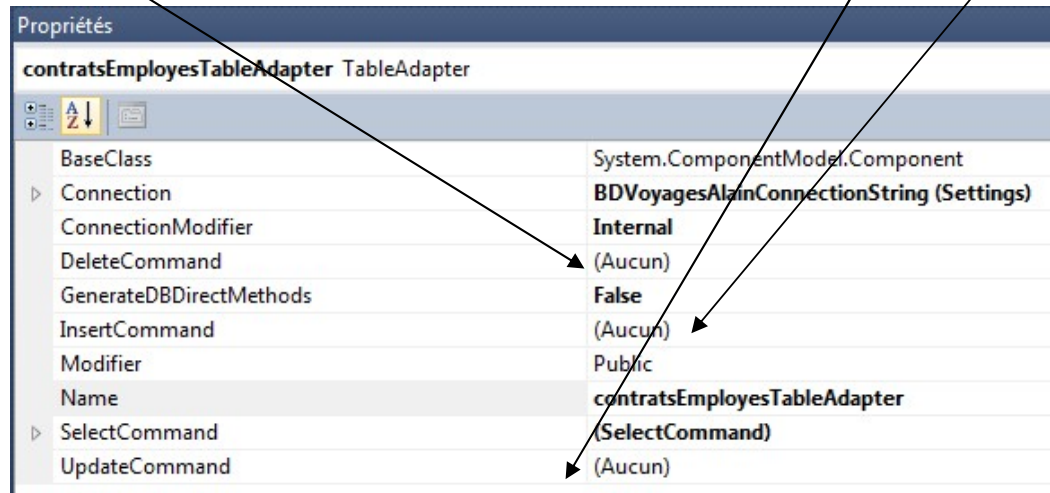 Propriétés
contratsEmployesTableAdapter TableAdapter
BaseClass System.ComponentModel.Component
Connection BDVoyagesAlainConnectionString (Settings)
ConnectionModifier Internal
DeleteCommand (Aucun)
GenerateDBDirectMethods False
InsertCommand (Aucun)
Modifier Public
Name contratsEmployesTableAdapter
SelectCommand (SelectCommand)
UpdateCommand (Aucun)